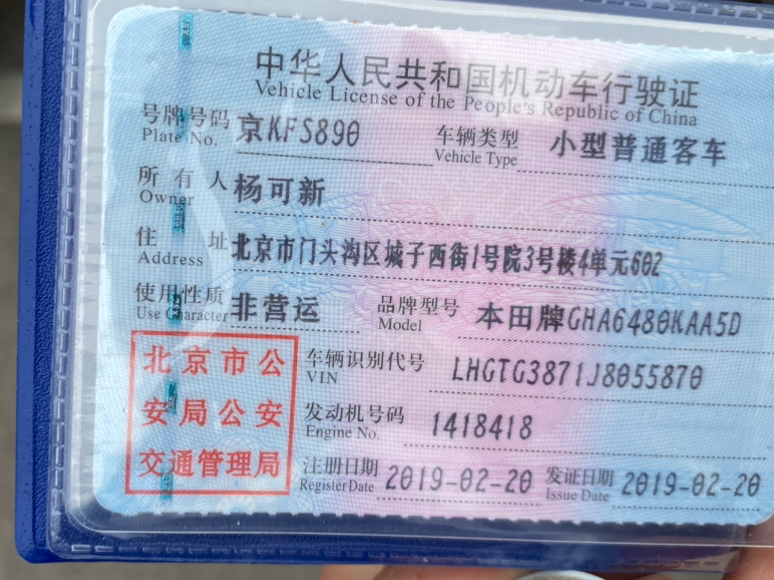 中华人民共和国机动车行驶证
Vehicle License of the People's Republic of China
号牌号码 京KFS890 车辆类型 小型普通客车
Plate No. Vehicle Type
所有人 杨可新
Owner
住址 北京市门头沟区城子西街1号院3号楼4单元602
Address
使用性质 非营运 品牌型号 本田牌GHA6480KAA5D
Use Character Model
北京市公安局公安交通管理局
车辆识别代号 LHGTG3871J8055870
VIN
发动机号码 1418418
Engine No.
注册日期 2019-02-20 发证日期 2019-02-20
Register Date Issue Date